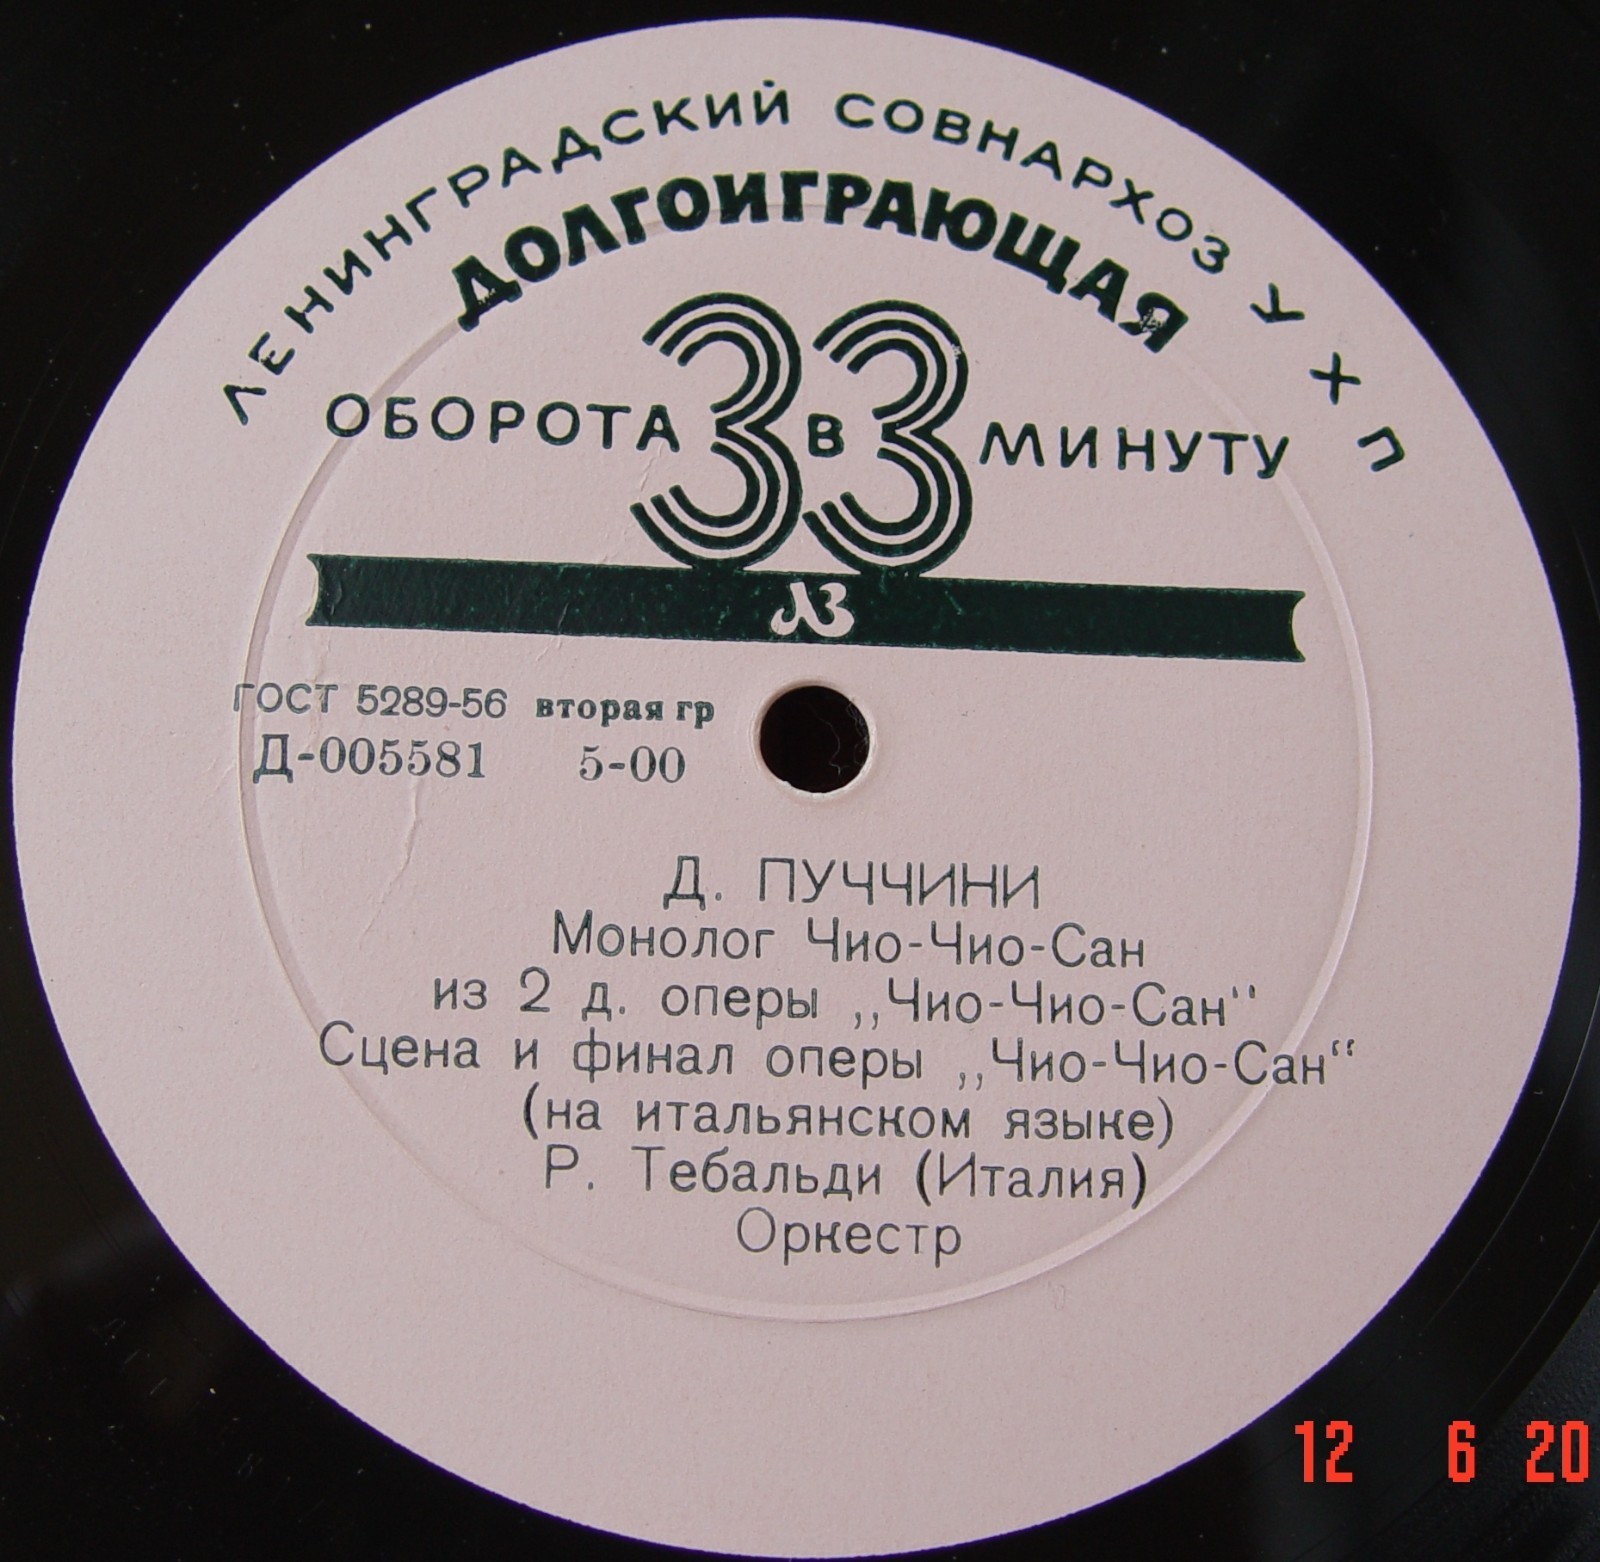 ЛЕНИНГРАДСКИЙ СОВНАРХОЗ УХП
ДОЛГОИГРАЮЩАЯ
33
ОБОРОТА В МИНУТУ
ЛЗ
ГОСТ 5289-56 вторая гр
Д-005581 5-00
Д. ПУЧЧИНИ
Монолог Чио-Чио-Сан
из 2 д. оперы „Чио-Чио-Сан"
Сцена и финал оперы „Чио-Чио-Сан“
(на итальянском языке)
Р. Тебальди (Италия)
Оркестр
12 6 20